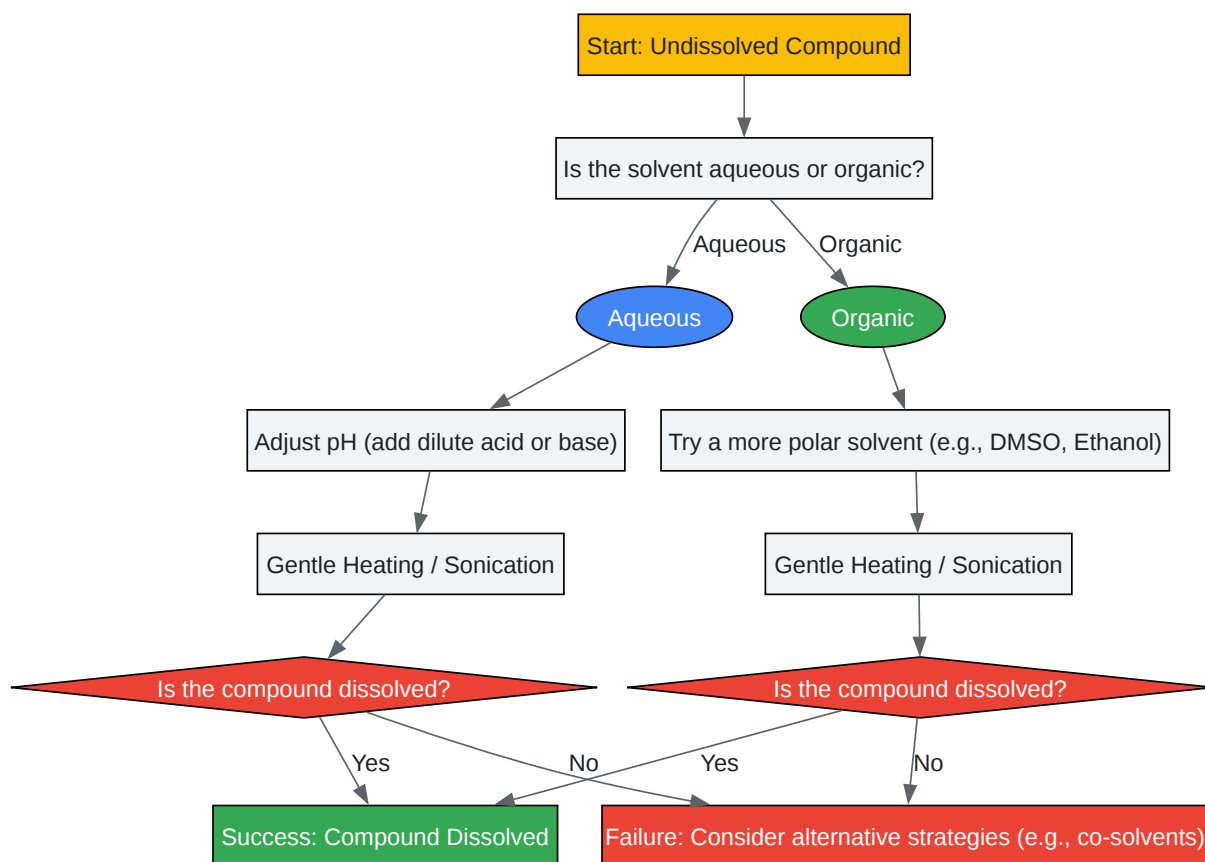 Start: Undissolved Compound
Is the solvent aqueous or organic?
Aqueous
Organic
Aqueous
Organic
Adjust pH (add dilute acid or base)
Try a more polar solvent (e.g., DMSO, Ethanol)
Gentle Heating / Sonication
Gentle Heating / Sonication
Is the compound dissolved?
Is the compound dissolved?
Yes
No
Yes
No
Success: Compound Dissolved
Failure: Consider alternative strategies (e.g., co-solvents)